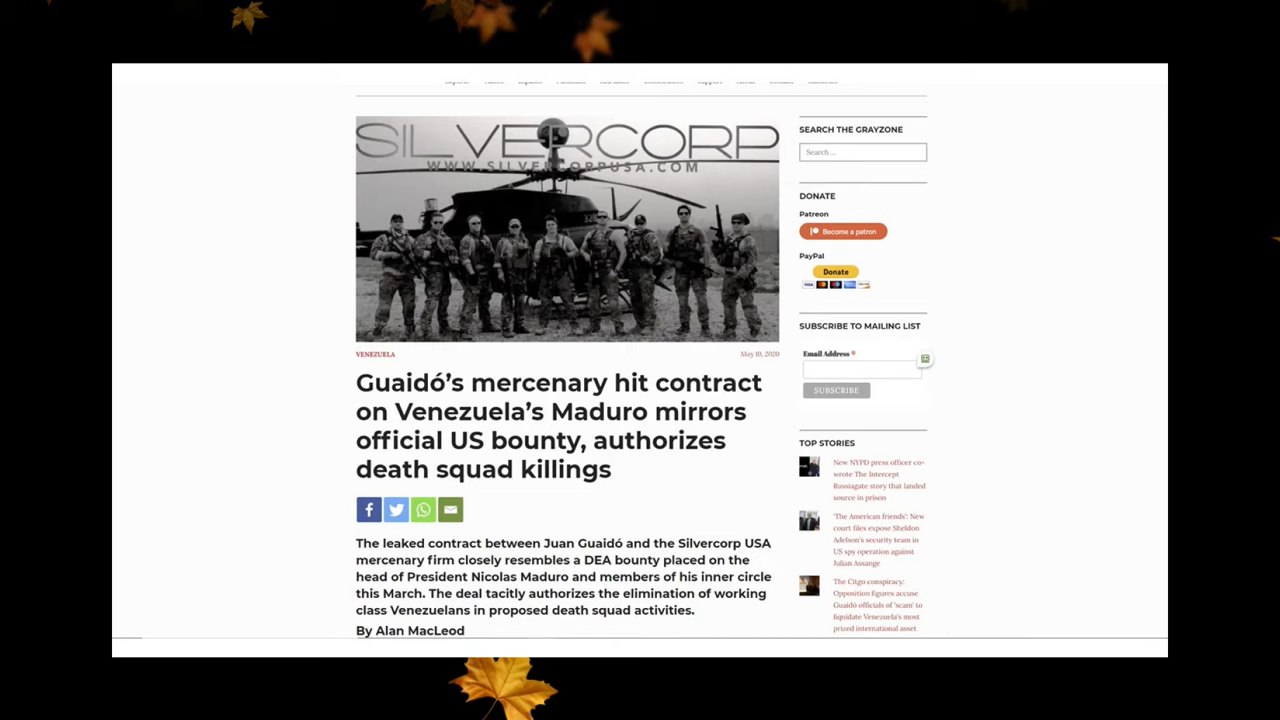 SILVERCORP
WWW.SILVERCORPUSA.COM
VENEZUELA
May 10, 2020
Guaidó’s mercenary hit contract
on Venezuela’s Maduro mirrors
official US bounty, authorizes
death squad killings
The leaked contract between Juan Guaidó and the Silvercorp USA
mercenary firm closely resembles a DEA bounty placed on the
head of President Nicolas Maduro and members of his inner circle
this March. The deal tacitly authorizes the elimination of working
class Venezuelans in proposed death squad activities.
By Alan MacLeod
SEARCH THE GRAYZONE
Search ...
DONATE
Patreon
Become a patron
PayPal
Donate
VISA
SUBSCRIBE TO MAILING LIST
Email Address *
SUBSCRIBE
TOP STORIES
New NYPD press officer co-
wrote The Intercept
Russiagate story that landed
source in prison
'The American friends': New
court files expose Sheldon
Adelson's security team in
US spy operation against
Julian Assange
The Citgo conspiracy:
Opposition figures accuse
Guaidó officials of 'scam' to
liquidate Venezuela's most
prized international asset